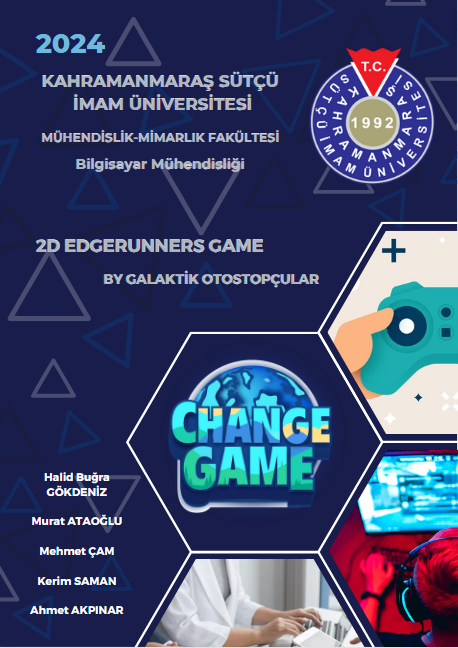 2024
KAHRAMANMARAŞ SÜTÇÜ
İMAM ÜNİVERSİTESİ
MÜHENDİSLİK-MİMARLIK FAKÜLTESİ
Bilgisayar Mühendisliği
T.C.
KAHRAMANMARAŞ
SÜTÇÜ İMAM ÜNİVERSİTESİ
1992
2D EDGERUNNERS GAME
BY GALAKTİK OTOSTOPÇULAR
CHANGE
GAME
Halid Buğra
GÖKDENİZ
Murat ATAOĞLU
Mehmet ÇAM
Kerim SAMAN
Ahmet AKPINAR